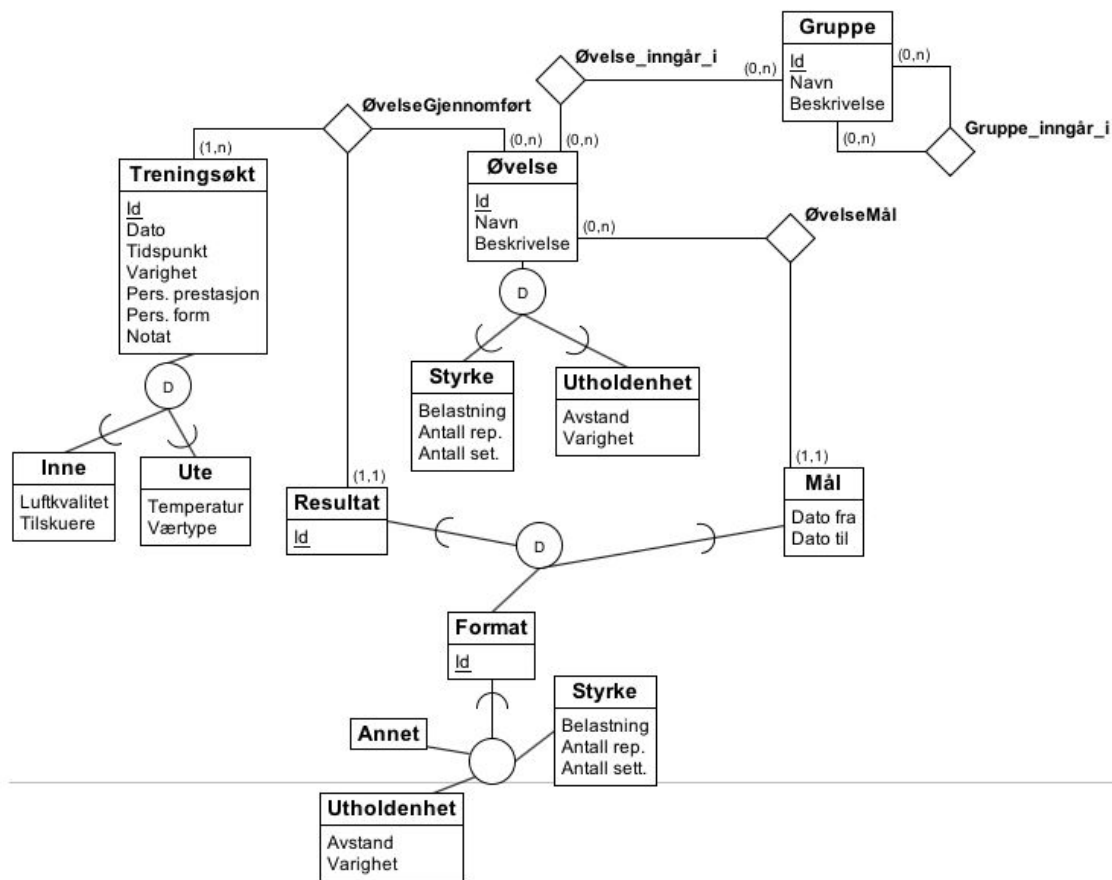 Gruppe
Id
Navn
Beskrivelse
(0,n)
(0,n)
(0,n)
Øvelse_inngår_i
Gruppe_inngår_i
ØvelseGjennomført
(1,n)
(0,n)
(0,n)
Treningsøkt
Id
Dato
Tidspunkt
Varighet
Pers. prestasjon
Pers. form
Notat
Øvelse
Id
Navn
Beskrivelse
(0,n)
ØvelseMål
D
D
Styrke
Belastning
Antall rep.
Antall set.
Utholdenhet
Avstand
Varighet
Inne
Luftkvalitet
Tilskuere
Ute
Temperatur
Værtype
(1,1)
Resultat
Id
(1,1)
Mål
Dato fra
Dato til
D
Format
Id
Styrke
Belastning
Antall rep.
Antall sett.
Annet
Utholdenhet
Avstand
Varighet